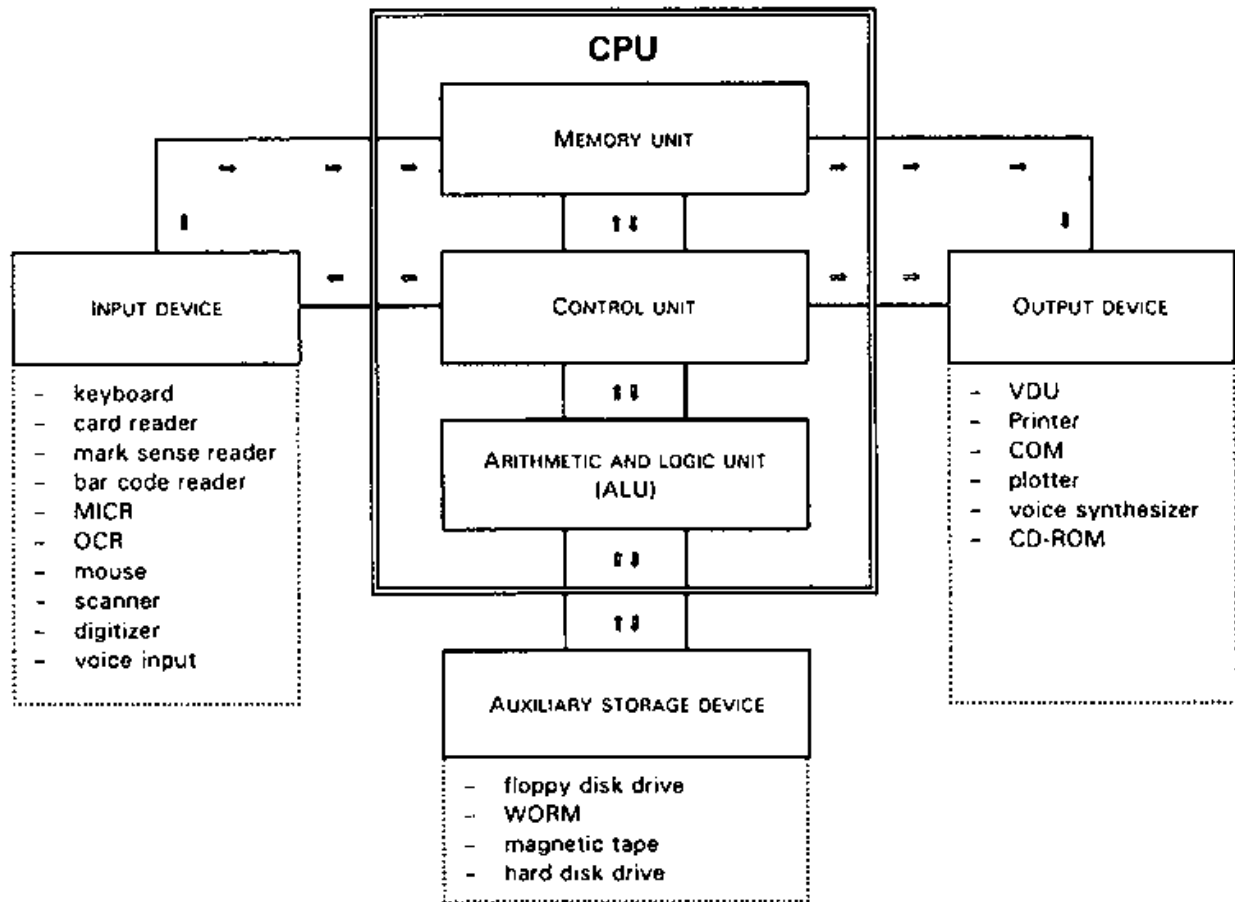 CPU
MEMORY UNIT
INPUT DEVICE
CONTROL UNIT
OUTPUT DEVICE
- keyboard
- card reader
- mark sense reader
- bar code reader
- MICR
- OCR
- mouse
- scanner
- digitizer
- voice input
ARITHMETIC AND LOGIC UNIT
(ALU)
- VDU
- Printer
- COM
- plotter
- voice synthesizer
- CD-ROM
AUXILIARY STORAGE DEVICE
- floppy disk drive
- WORM
- magnetic tape
- hard disk drive